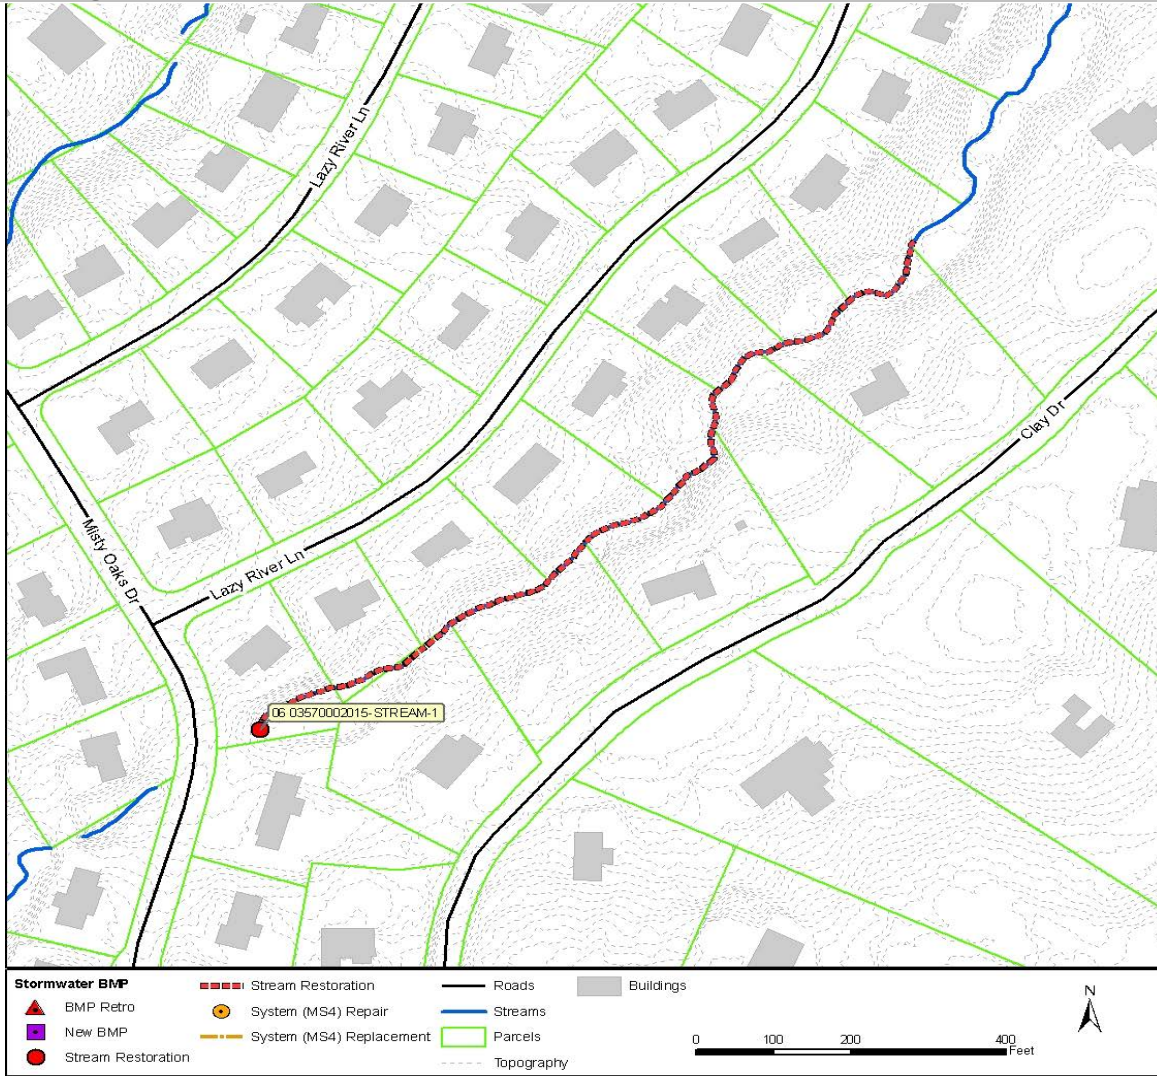 Lazy River Ln
Clay Dr
Misty Oaks Dr
Lazy River Ln
06 03570002015-STREAM-1
Stormwater BMP
BMP Retro
New BMP
Stream Restoration
Stream Restoration
System (MS4) Repair
System (MS4) Replacement
Roads
Streams
Parcels
Topography
Buildings
N
0 100 200 400
Feet